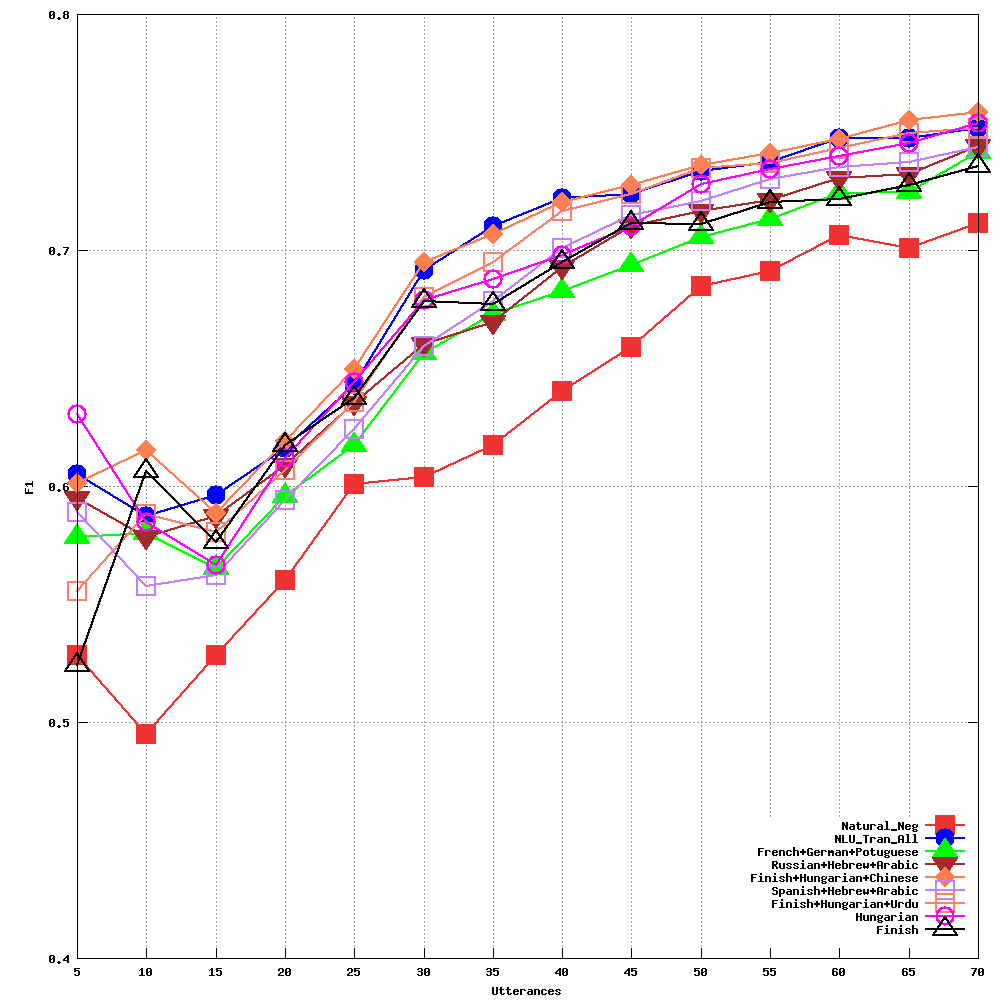 0.8
0.7
0.6
0.5
0.4
F1
5 10 15 20 25 30 35 40 45 50 55 60 65 70
Utterances
Natural_Neg
NLU_Tran_All
French+German+Potuguese
Russian+Hebrew+Arabic
Finish+Hungarian+Chinese
Spanish+Hebrew+Arabic
Finish+Hungarian+Urdu
Hungarian
Finish